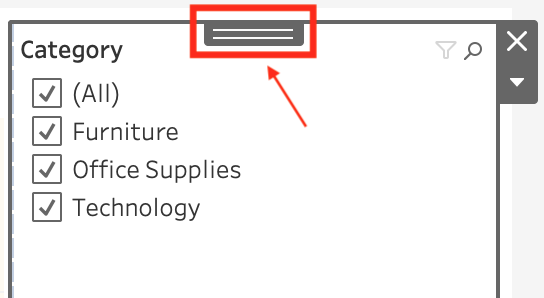 Category
(All)
Furniture
Office Supplies
Technology